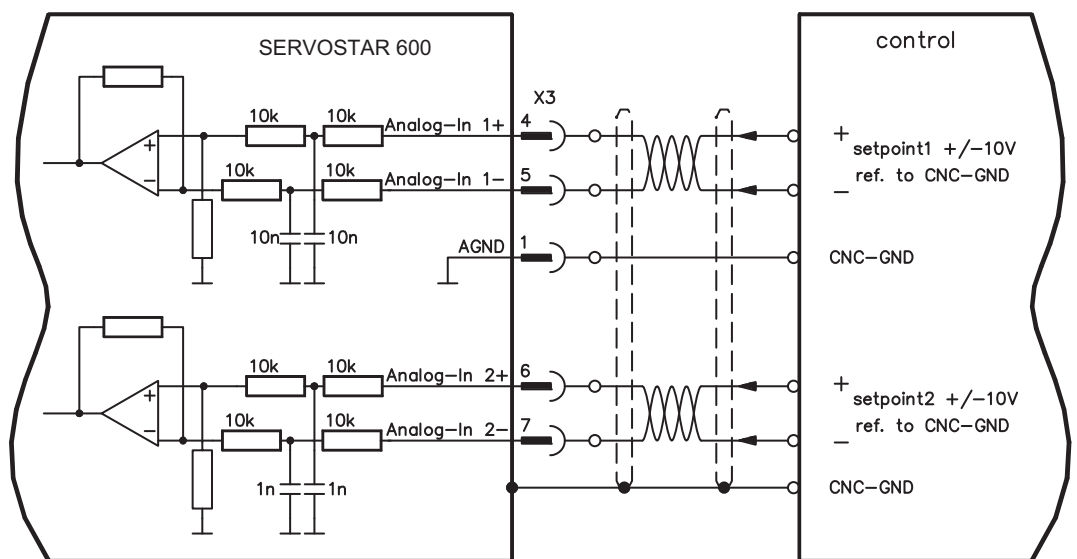 SERVOSTAR 600
control
X3
10k
10k
Analog-In 1+
4
+
+
setpoint1 +/-10V
-
10k
10k
Analog-In 1-
5
ref. to CNC-GND
-
10n
10n
AGND
1
CNC-GND
10k
10k
Analog-In 2+
6
+
+
setpoint2 +/-10V
-
10k
10k
Analog-In 2-
7
ref. to CNC-GND
-
1n
1n
CNC-GND